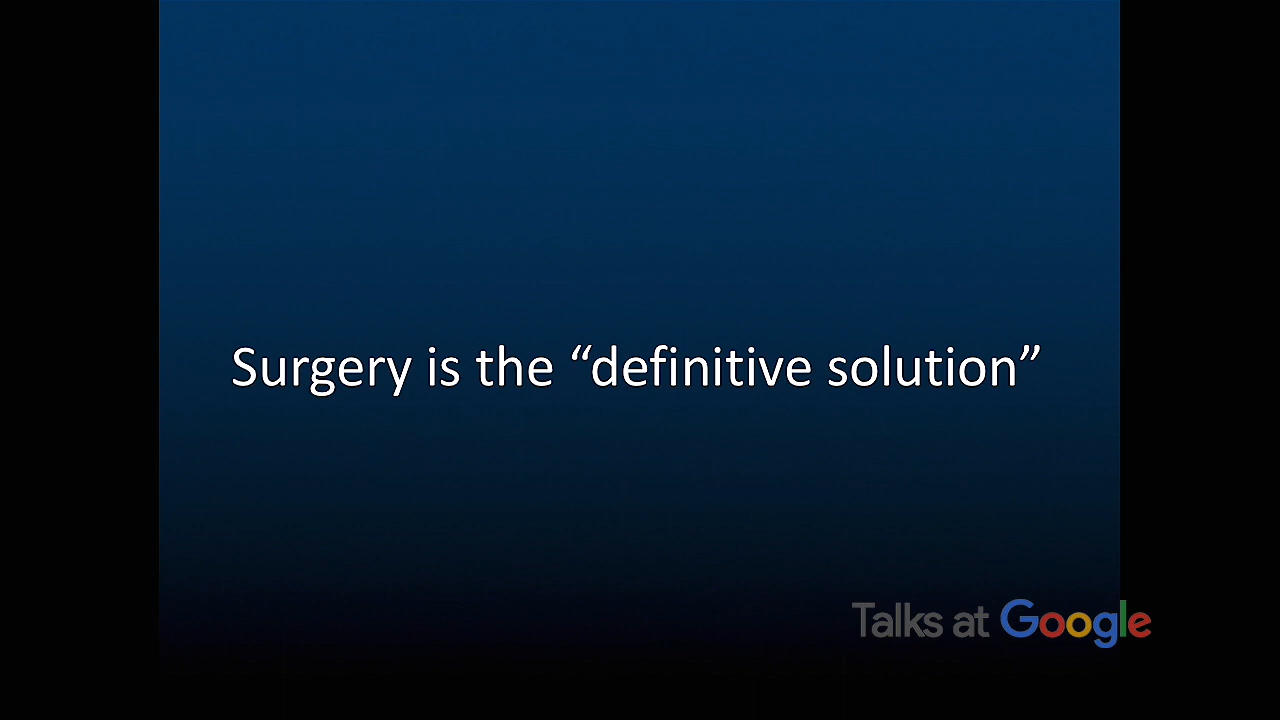 Surgery is the “definitive solution”
Talks at Google